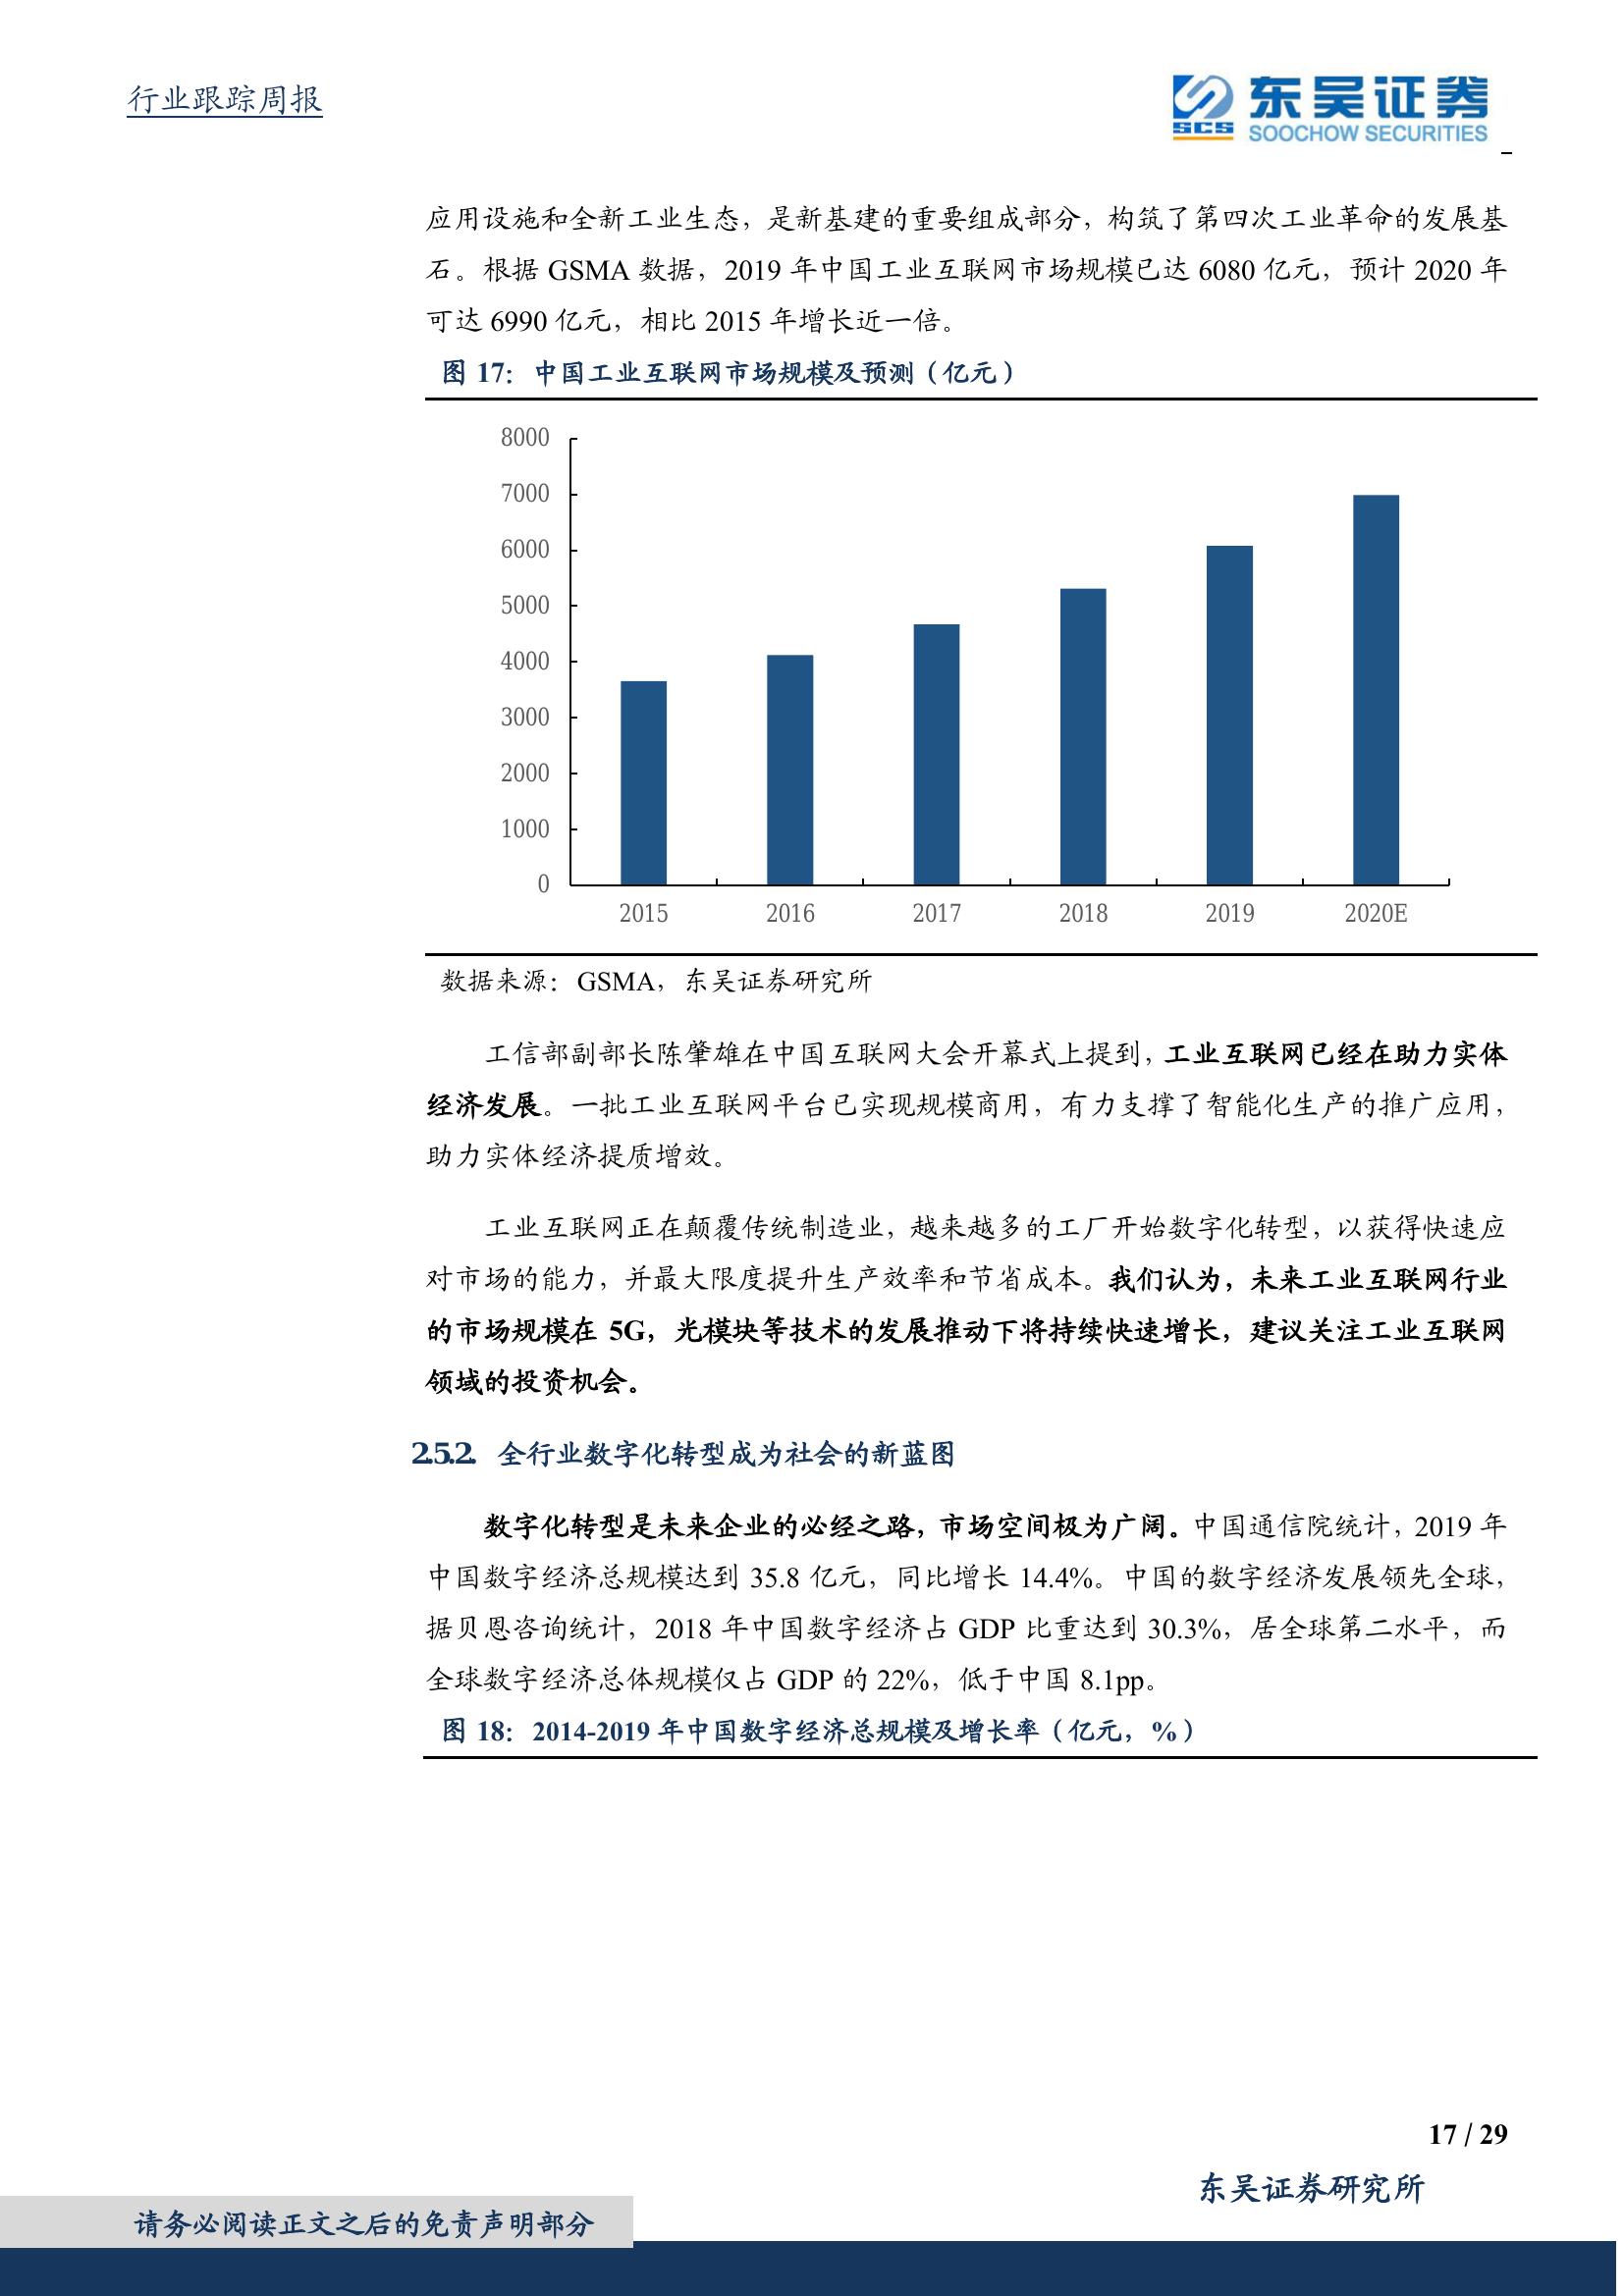 行业跟踪周报
东吴证券
SCS
SOOCHOW SECURITIES
应用设施和全新工业生态，是新基建的重要组成部分，构筑了第四次工业革命的发展基
石。根据 GSMA 数据，2019 年中国工业互联网市场规模已达 6080 亿元，预计 2020 年
可达 6990 亿元，相比 2015 年增长近一倍。
图 17：中国工业互联网市场规模及预测（亿元）
8000
7000
6000
5000
4000
3000
2000
1000
0
2015 2016 2017 2018 2019 2020E
数据来源：GSMA，东吴证券研究所
工信部副部长陈肇雄在中国互联网大会开幕式上提到，工业互联网已经在助力实体
经济发展。一批工业互联网平台已实现规模商用，有力支撑了智能化生产的推广应用，
助力实体经济提质增效。
工业互联网正在颠覆传统制造业，越来越多的工厂开始数字化转型，以获得快速应
对市场的能力，并最大限度提升生产效率和节省成本。我们认为，未来工业互联网行业
的市场规模在 5G，光模块等技术的发展推动下将持续快速增长，建议关注工业互联网
领域的投资机会。
2.5.2. 全行业数字化转型成为社会的新蓝图
数字化转型是未来企业的必经之路，市场空间极为广阔。中国通信院统计，2019 年
中国数字经济总规模达到 35.8 亿元，同比增长 14.4%。中国的数字经济发展领先全球，
据贝恩咨询统计，2018 年中国数字经济占 GDP 比重达到 30.3%，居全球第二水平，而
全球数字经济总体规模仅占 GDP 的 22%，低于中国 8.1pp。
图 18：2014-2019 年中国数字经济总规模及增长率（亿元，%）
17 / 29
东吴证券研究所
请务必阅读正文之后的免责声明部分